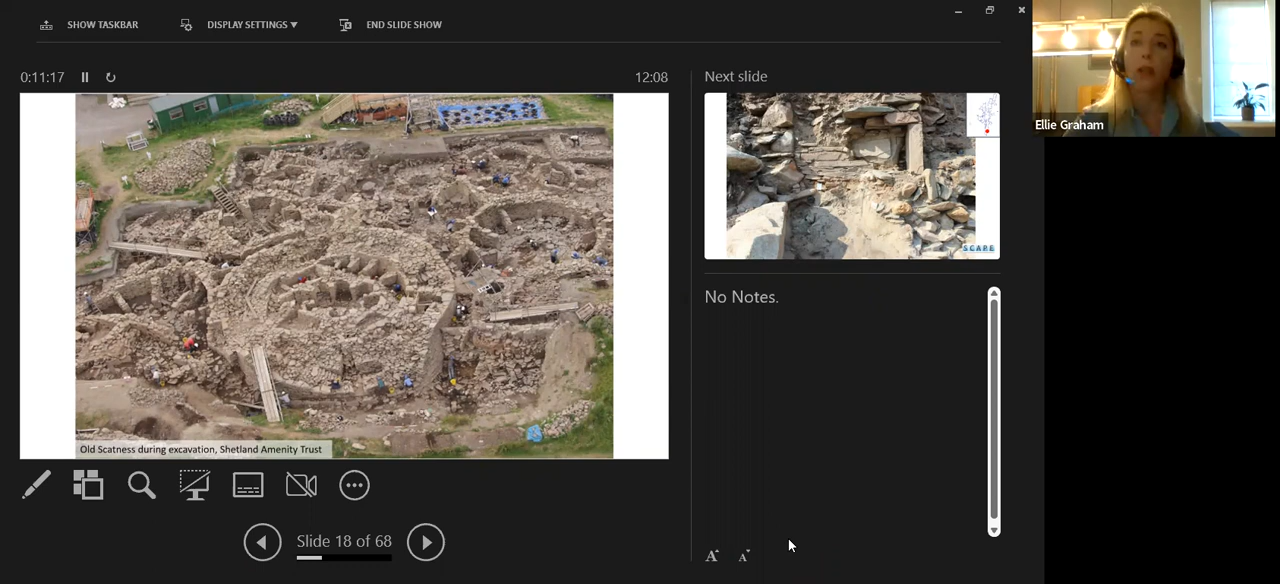 SHOW TASKBAR
DISPLAY SETTINGS ▼
END SLIDE SHOW
0:11:17
12:08
Next slide
Ellie Graham
SCAPE
No Notes.
Old Scatness during excavation, Shetland Amenity Trust
Slide 18 of 68
A A